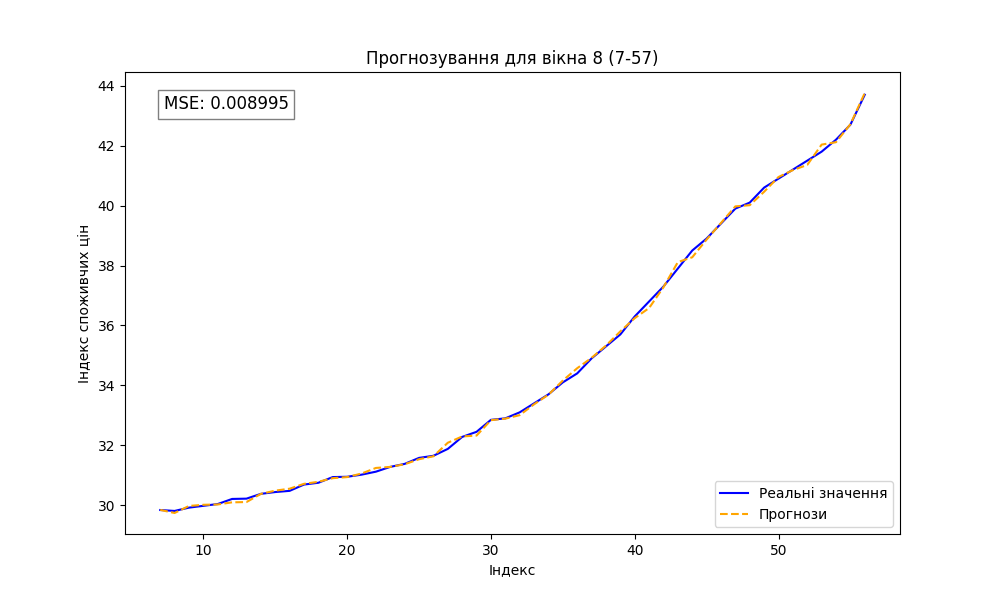 Прогнозування для вікна 8 (7-57)
MSE: 0.008995
44
42
40
38
36
34
32
30
Індекс споживчих цін
10
20
30
40
50
Індекс
Реальні значення
Прогнози